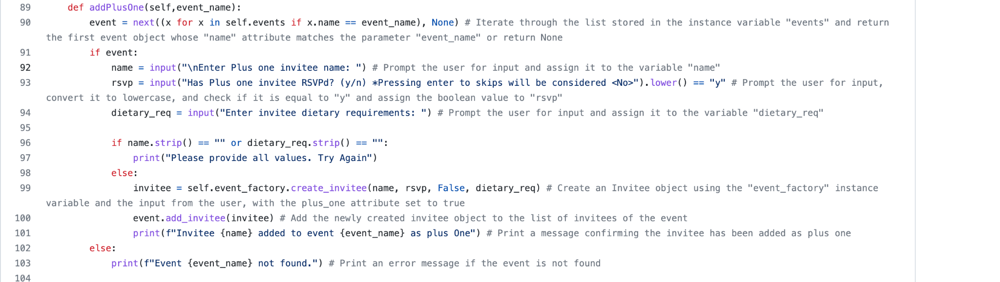 89 def addPlusOne(self,event_name):
90 event = next((x for x in self.events if x.name == event_name), None) # Iterate through the list stored in the instance variable "events" and return
the first event object whose "name" attribute matches the parameter "event_name" or return None
91 if event:
92 name = input("\nEnter Plus one invitee name: ") # Prompt the user for input and assign it to the variable "name"
93 rsvp = input("Has Plus one invitee RSVPd? (y/n) *Pressing enter to skips will be considered <No>").lower() == "y" # Prompt the user for input,
convert it to lowercase, and check if it is equal to "y" and assign the boolean value to "rsvp"
94 dietary_req = input("Enter invitee dietary requirements: ") # Prompt the user for input and assign it to the variable "dietary_req"
95
96 if name.strip() == "" or dietary_req.strip() == "":
97 print("Please provide all values. Try Again")
98 else:
99 invitee = self.event_factory.create_invitee(name, rsvp, False, dietary_req) # Create an Invitee object using the "event_factory" instance
variable and the input from the user, with the plus_one attribute set to true
100 event.add_invitee(invitee) # Add the newly created invitee object to the list of invitees of the event
101 print(f"Invitee {name} added to event {event_name} as plus One") # Print a message confirming the invitee has been added as plus one
102 else:
103 print(f"Event {event_name} not found.") # Print an error message if the event is not found
104